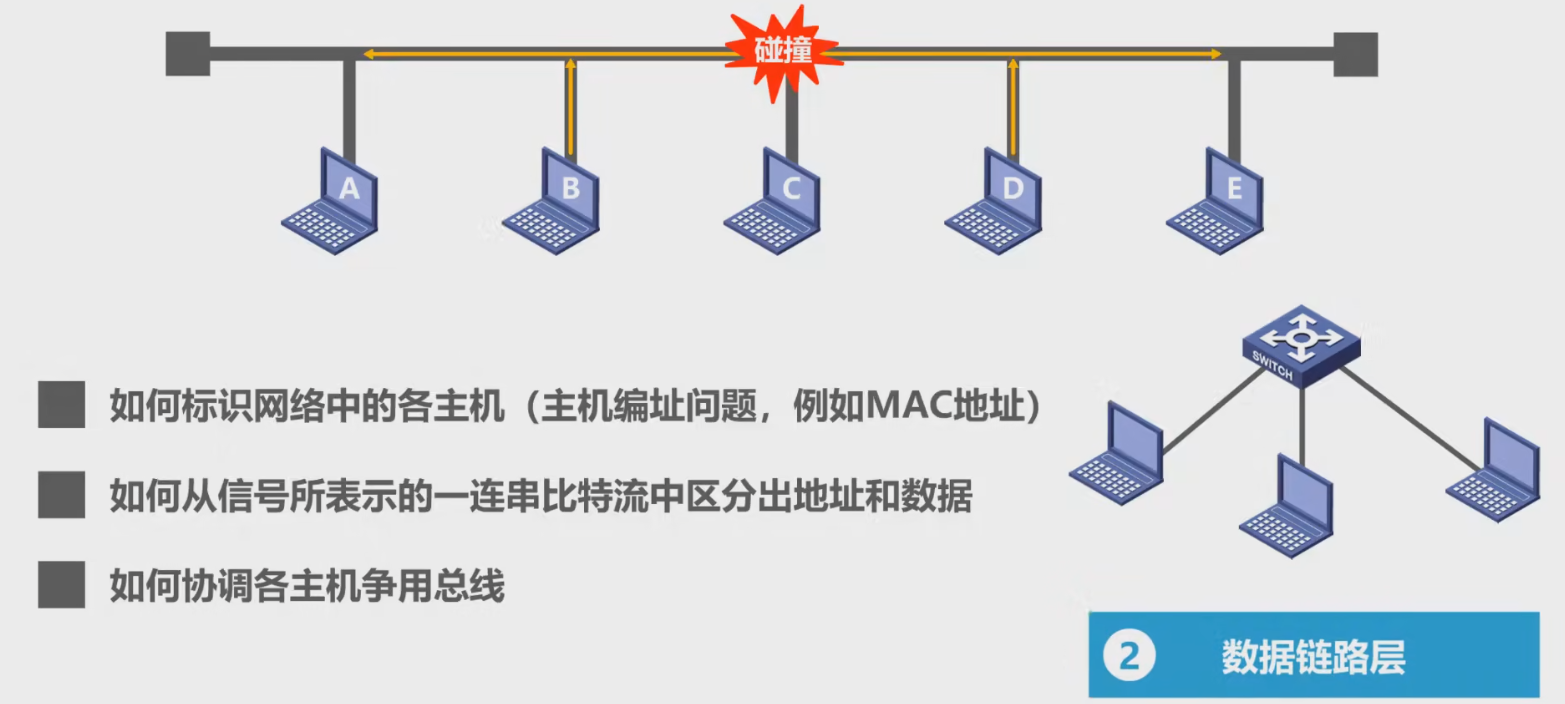 碰撞
A
B
C
D
E
SWITCH
如何标识网络中的各主机（主机编址问题，例如MAC地址）
如何从信号所表示的一连串比特流中区分出地址和数据
如何协调各主机争用总线
2 数据链路层